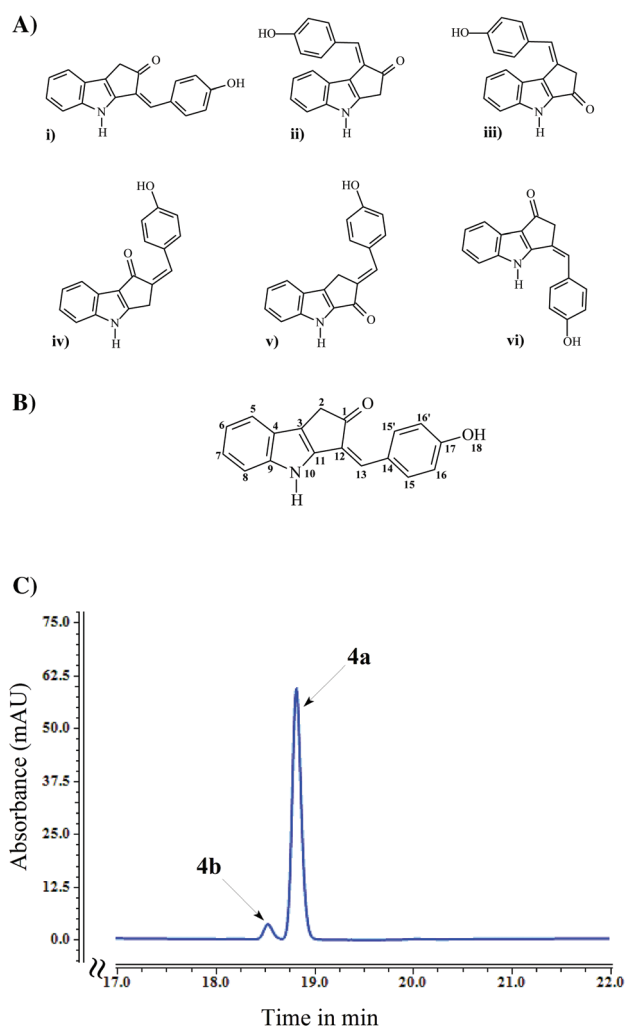 A)
O
OH
N
H
i)
HO
O
N
H
ii)
HO
O
N
H
iii)
HO
O
N
H
iv)
HO
O
N
H
v)
O
N
H
OH
vi)
B)
2
1
O
3
4
5
6
7
8
9
N
10
H
11
12
13
14
15'
16'
17
OH
18
15
16
C)
Absorbance (mAU)
75.0
62.5
50.0
37.5
25.0
12.5
0.0
4a
4b
17.0 18.0 19.0 20.0 21.0 22.0
Time in min